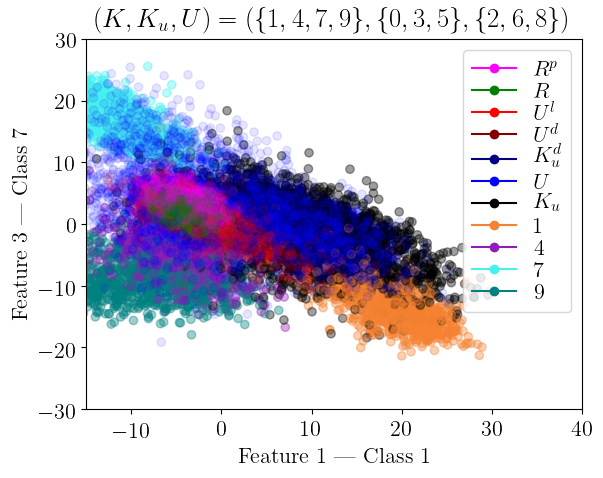 (K, K_u, U) = ({1, 4, 7, 9}, {0, 3, 5}, {2, 6, 8})
30
20
10
0
−10
−20
−30
Feature 3 — Class 7
R^p
R
U^l
U^d
K_u^d
U
K_u
1
4
7
9
−10
0
10
20
30
40
Feature 1 — Class 1